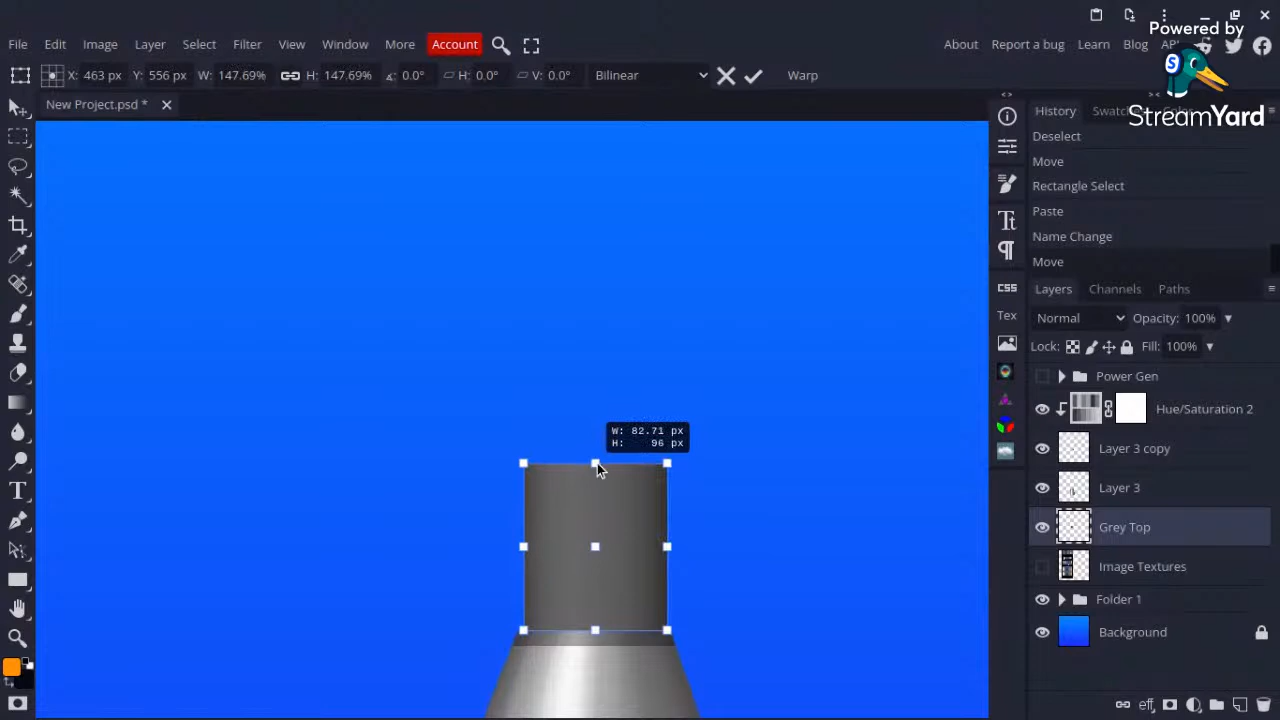 Powered by
StreamYard
File Edit Image Layer Select Filter View Window More Account About Report a bug Learn Blog
X: 463 px Y: 556 px W: 147.69% H: 147.69% : 0.0° H: 0.0° V: 0.0° Bilinear Warp
New Project.psd *
History
Deselect
Move
Rectangle Select
Paste
Name Change
Move
Layers Channels Paths
CSS
Normal Opacity: 100%
Tex
Lock: Fill: 100%
Power Gen
Hue/Saturation 2
W: 82.71 px
H: 96 px
Layer 3 copy
Layer 3
Grey Top
Image Textures
Folder 1
Background
eff